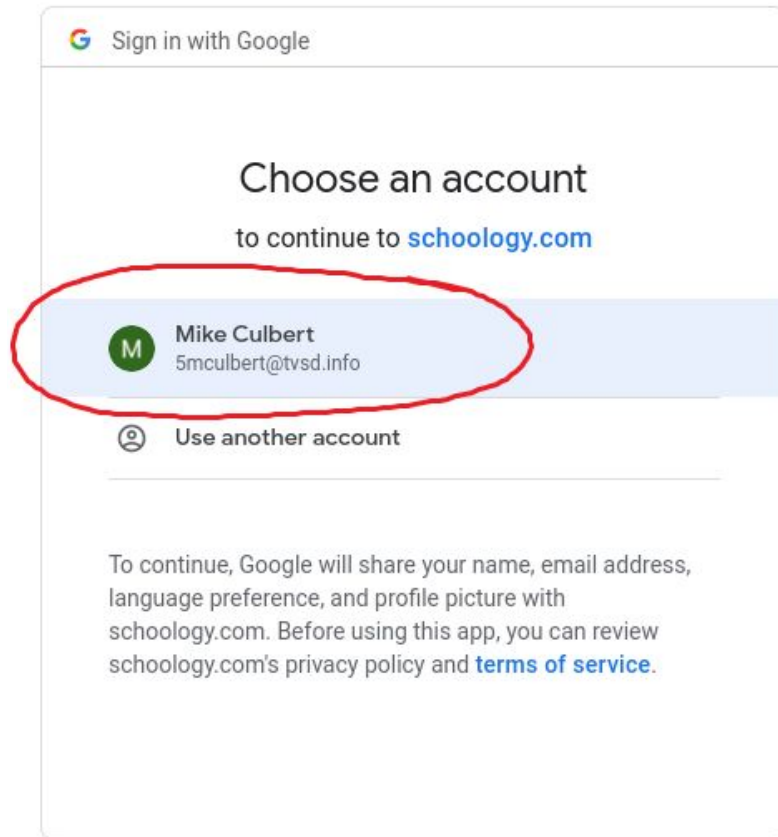 Sign in with Google
Choose an account
to continue to schoology.com
M
Mike Culbert
5mculbert@tvsd.info
Use another account
To continue, Google will share your name, email address,
language preference, and profile picture with
schoology.com. Before using this app, you can review
schoology.com's privacy policy and terms of service.